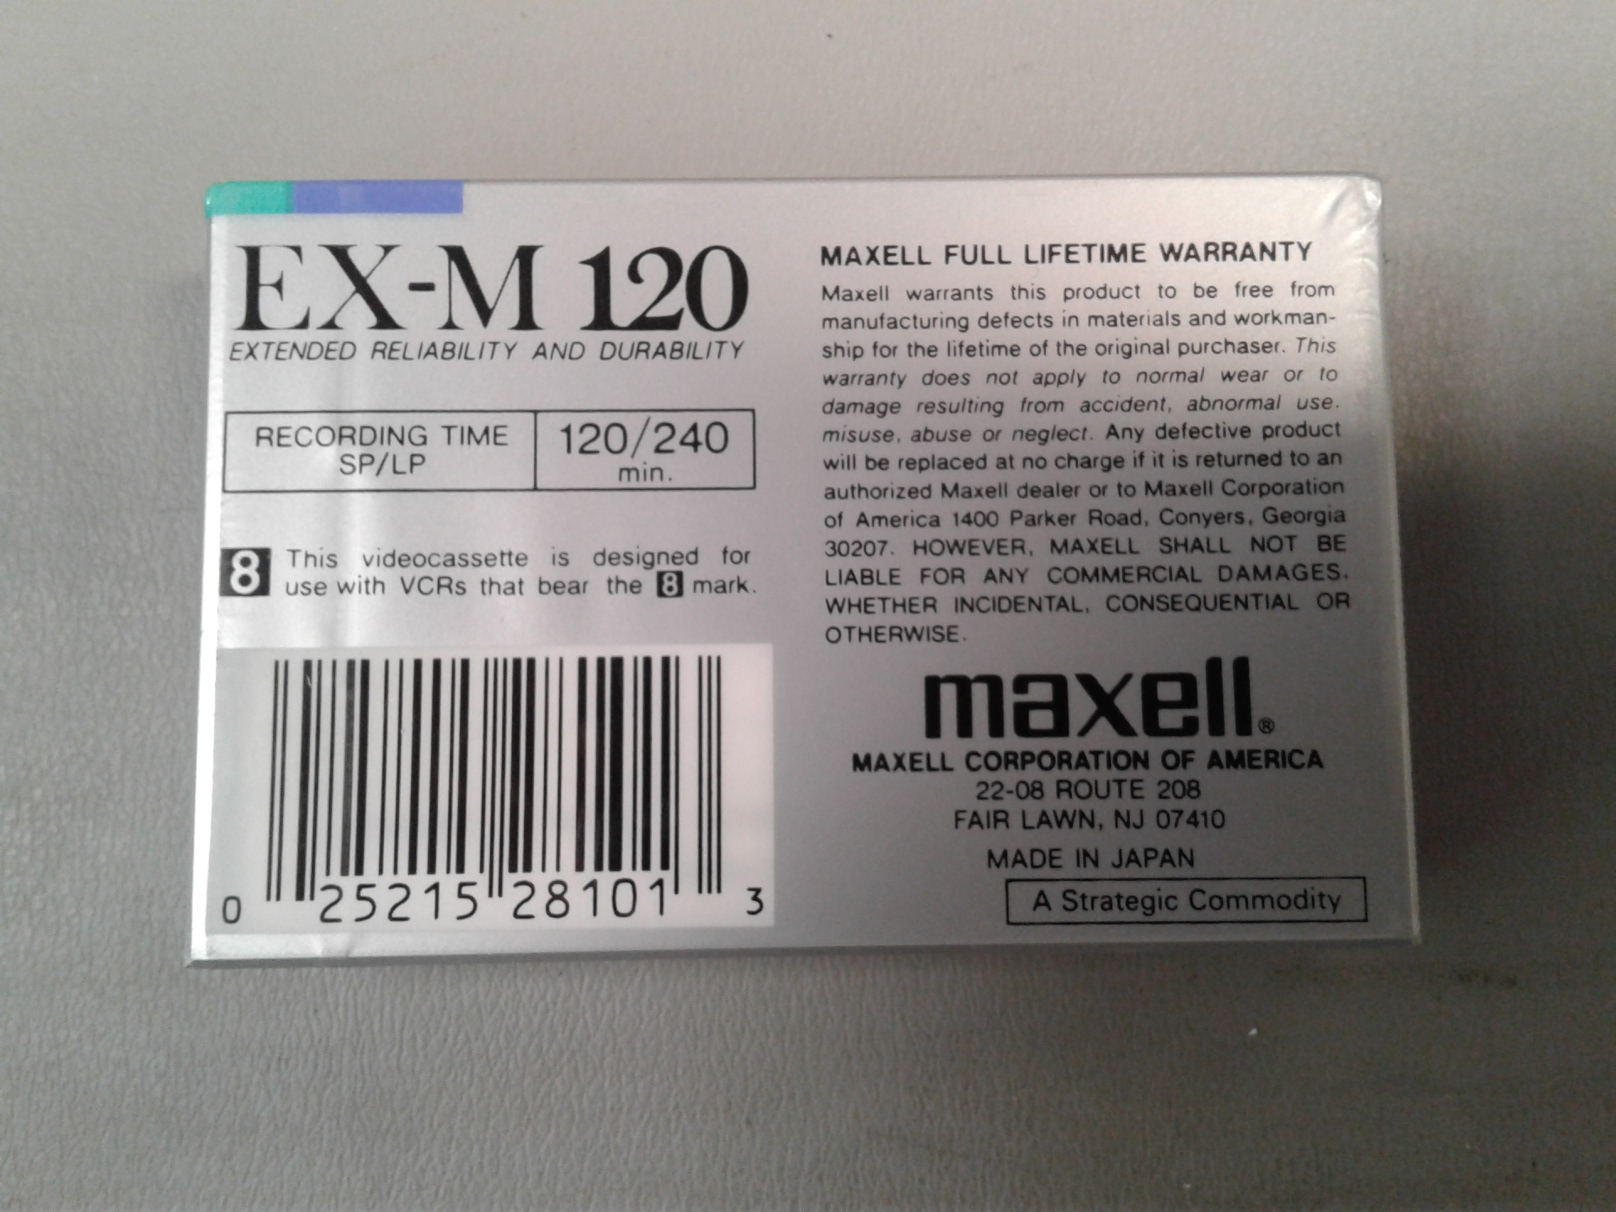 EX-M 120
EXTENDED RELIABILITY AND DURABILITY
RECORDING TIME
SP/LP
120/240
min.
8 This videocassette is designed for
use with VCRs that bear the 8 mark.
0 25215 28101 3
MAXELL FULL LIFETIME WARRANTY
Maxell warrants this product to be free from
manufacturing defects in materials and workman-
ship for the lifetime of the original purchaser. This
warranty does not apply to normal wear or to
damage resulting from accident, abnormal use.
misuse, abuse or neglect. Any defective product
will be replaced at no charge if it is returned to an
authorized Maxell dealer or to Maxell Corporation
of America 1400 Parker Road, Conyers, Georgia
30207. HOWEVER, MAXELL SHALL NOT BE
LIABLE FOR ANY COMMERCIAL DAMAGES.
WHETHER INCIDENTAL, CONSEQUENTIAL OR
OTHERWISE.
maxell®
MAXELL CORPORATION OF AMERICA
22-08 ROUTE 208
FAIR LAWN, NJ 07410
MADE IN JAPAN
A Strategic Commodity